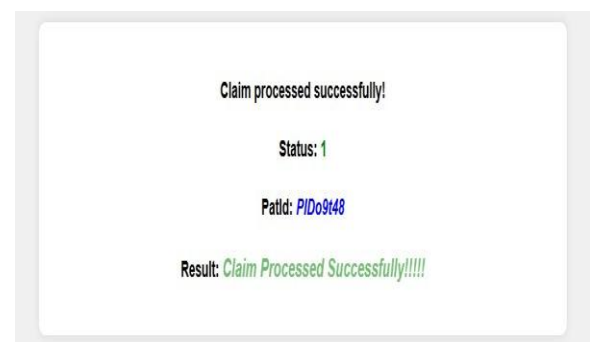 Claim processed successfully!
Status: 1
PatId: PIDo9t48
Result: Claim Processed Successfully!!!!!